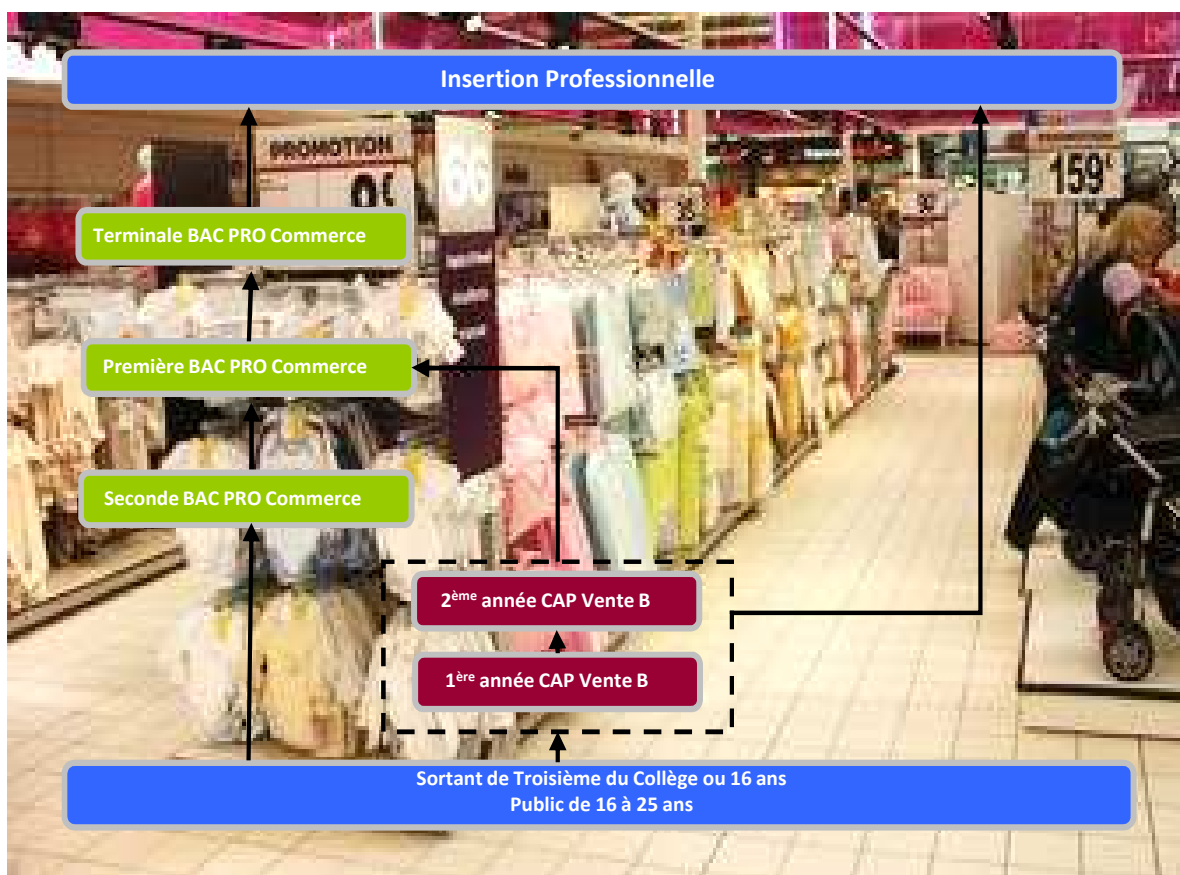 Insertion Professionnelle
PROMOTION
159€
Terminale BAC PRO Commerce
Première BAC PRO Commerce
Seconde BAC PRO Commerce
2ème année CAP Vente B
1ère année CAP Vente B
Sortant de Troisième du Collège ou 16 ans
Public de 16 à 25 ans